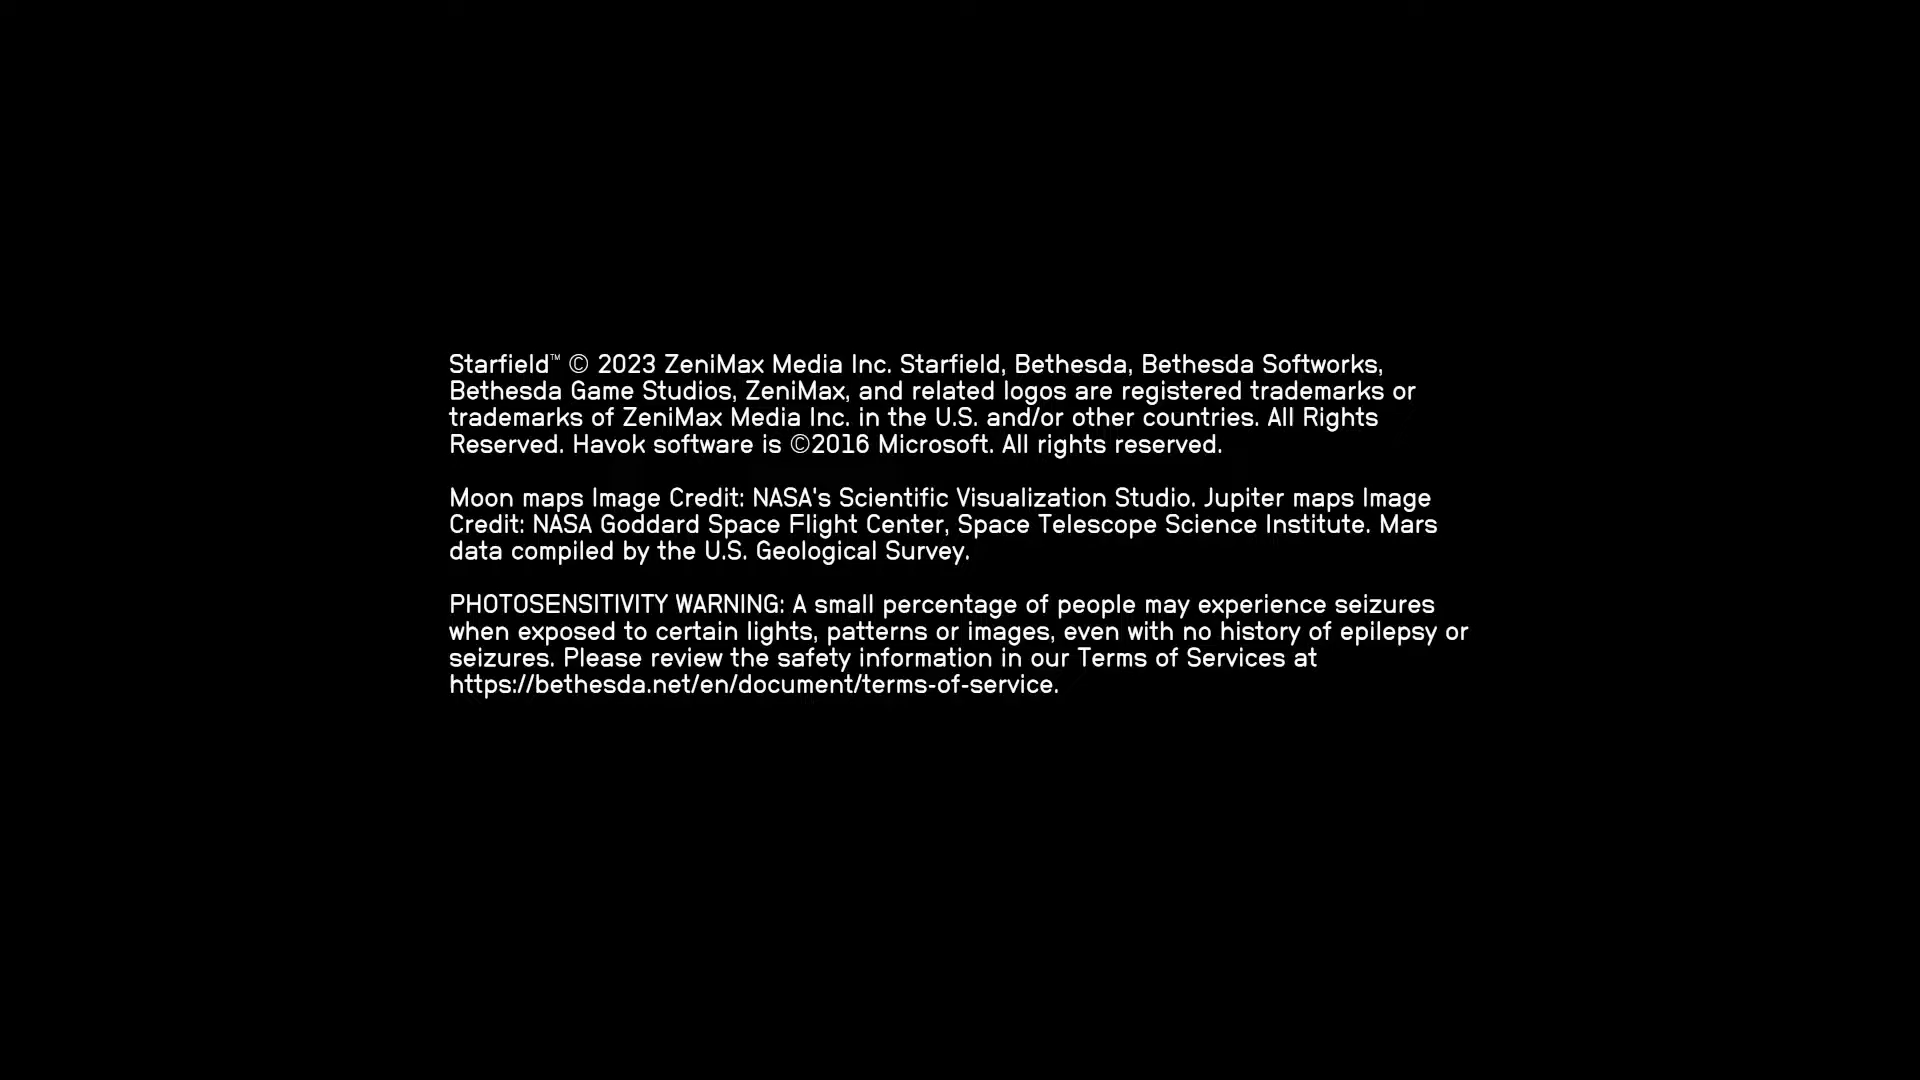 Starfield™ © 2023 ZeniMax Media Inc. Starfield, Bethesda, Bethesda Softworks,
Bethesda Game Studios, ZeniMax, and related logos are registered trademarks or
trademarks of ZeniMax Media Inc. in the U.S. and/or other countries. All Rights
Reserved. Havok software is ©2016 Microsoft. All rights reserved.
Moon maps Image Credit: NASA's Scientific Visualization Studio. Jupiter maps Image
Credit: NASA Goddard Space Flight Center, Space Telescope Science Institute. Mars
data compiled by the U.S. Geological Survey.
PHOTOSENSITIVITY WARNING: A small percentage of people may experience seizures
when exposed to certain lights, patterns or images, even with no history of epilepsy or
seizures. Please review the safety information in our Terms of Services at
https://bethesda.net/en/document/terms-of-service.